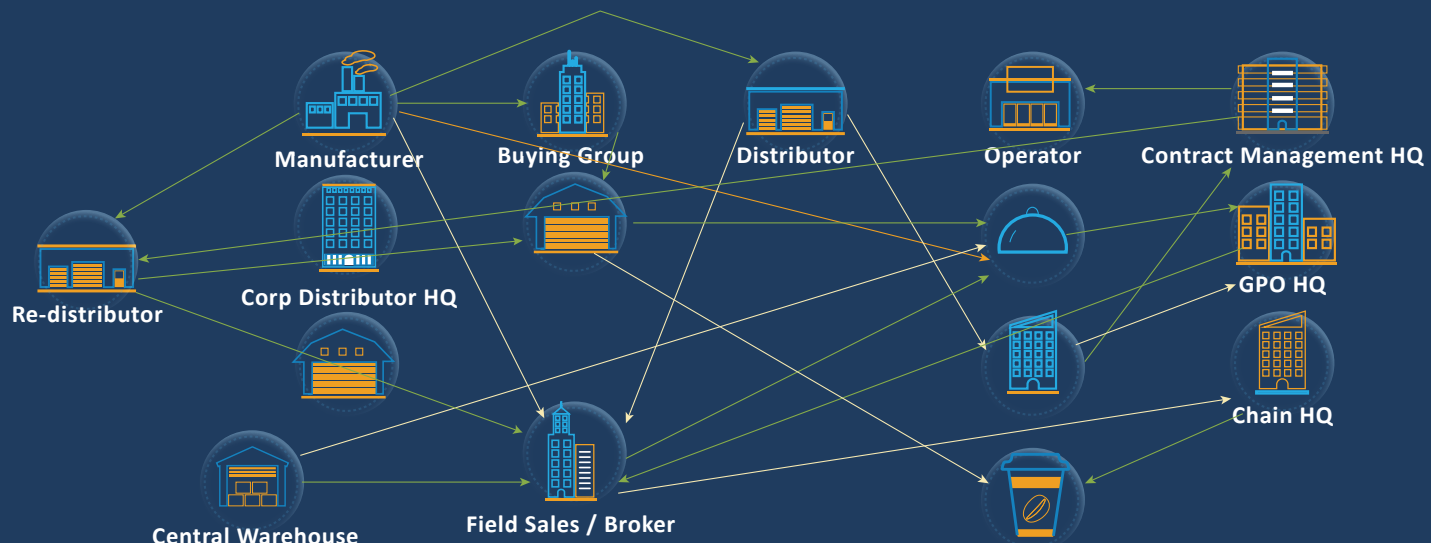 Manufacturer
Buying Group
Distributor
Operator
Contract Management HQ
Re-distributor
Corp Distributor HQ
GPO HQ
Chain HQ
Central Warehouse
Field Sales / Broker